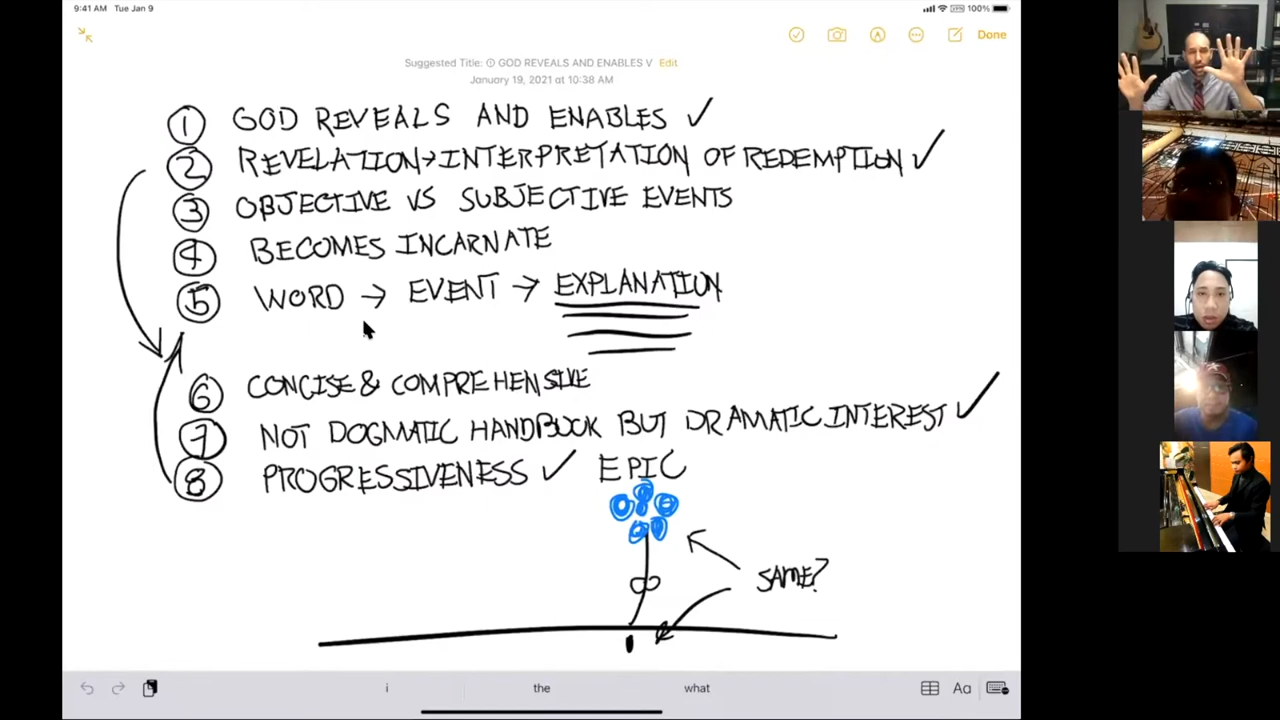 9:41 AM Tue Jan 9
VPN 100%
Done
Suggested Title: GOD REVEALS AND ENABLES V Edit
January 19, 2021 at 10:38 AM
1 GOD REVEALS AND ENABLES ✓
2 REVELATION→INTERPRETATION OF REDEMPTION ✓
3 OBJECTIVE VS SUBJECTIVE EVENTS
4 BECOMES INCARNATE
5 WORD → EVENT → EXPLANATION
6 CONCISE & COMPREHENSIVE
7 NOT DOGMATIC HANDBOOK BUT DRAMATIC INTEREST ✓
8 PROGRESSIVENESS ✓ EPIC
SAME?
i the what
Aa